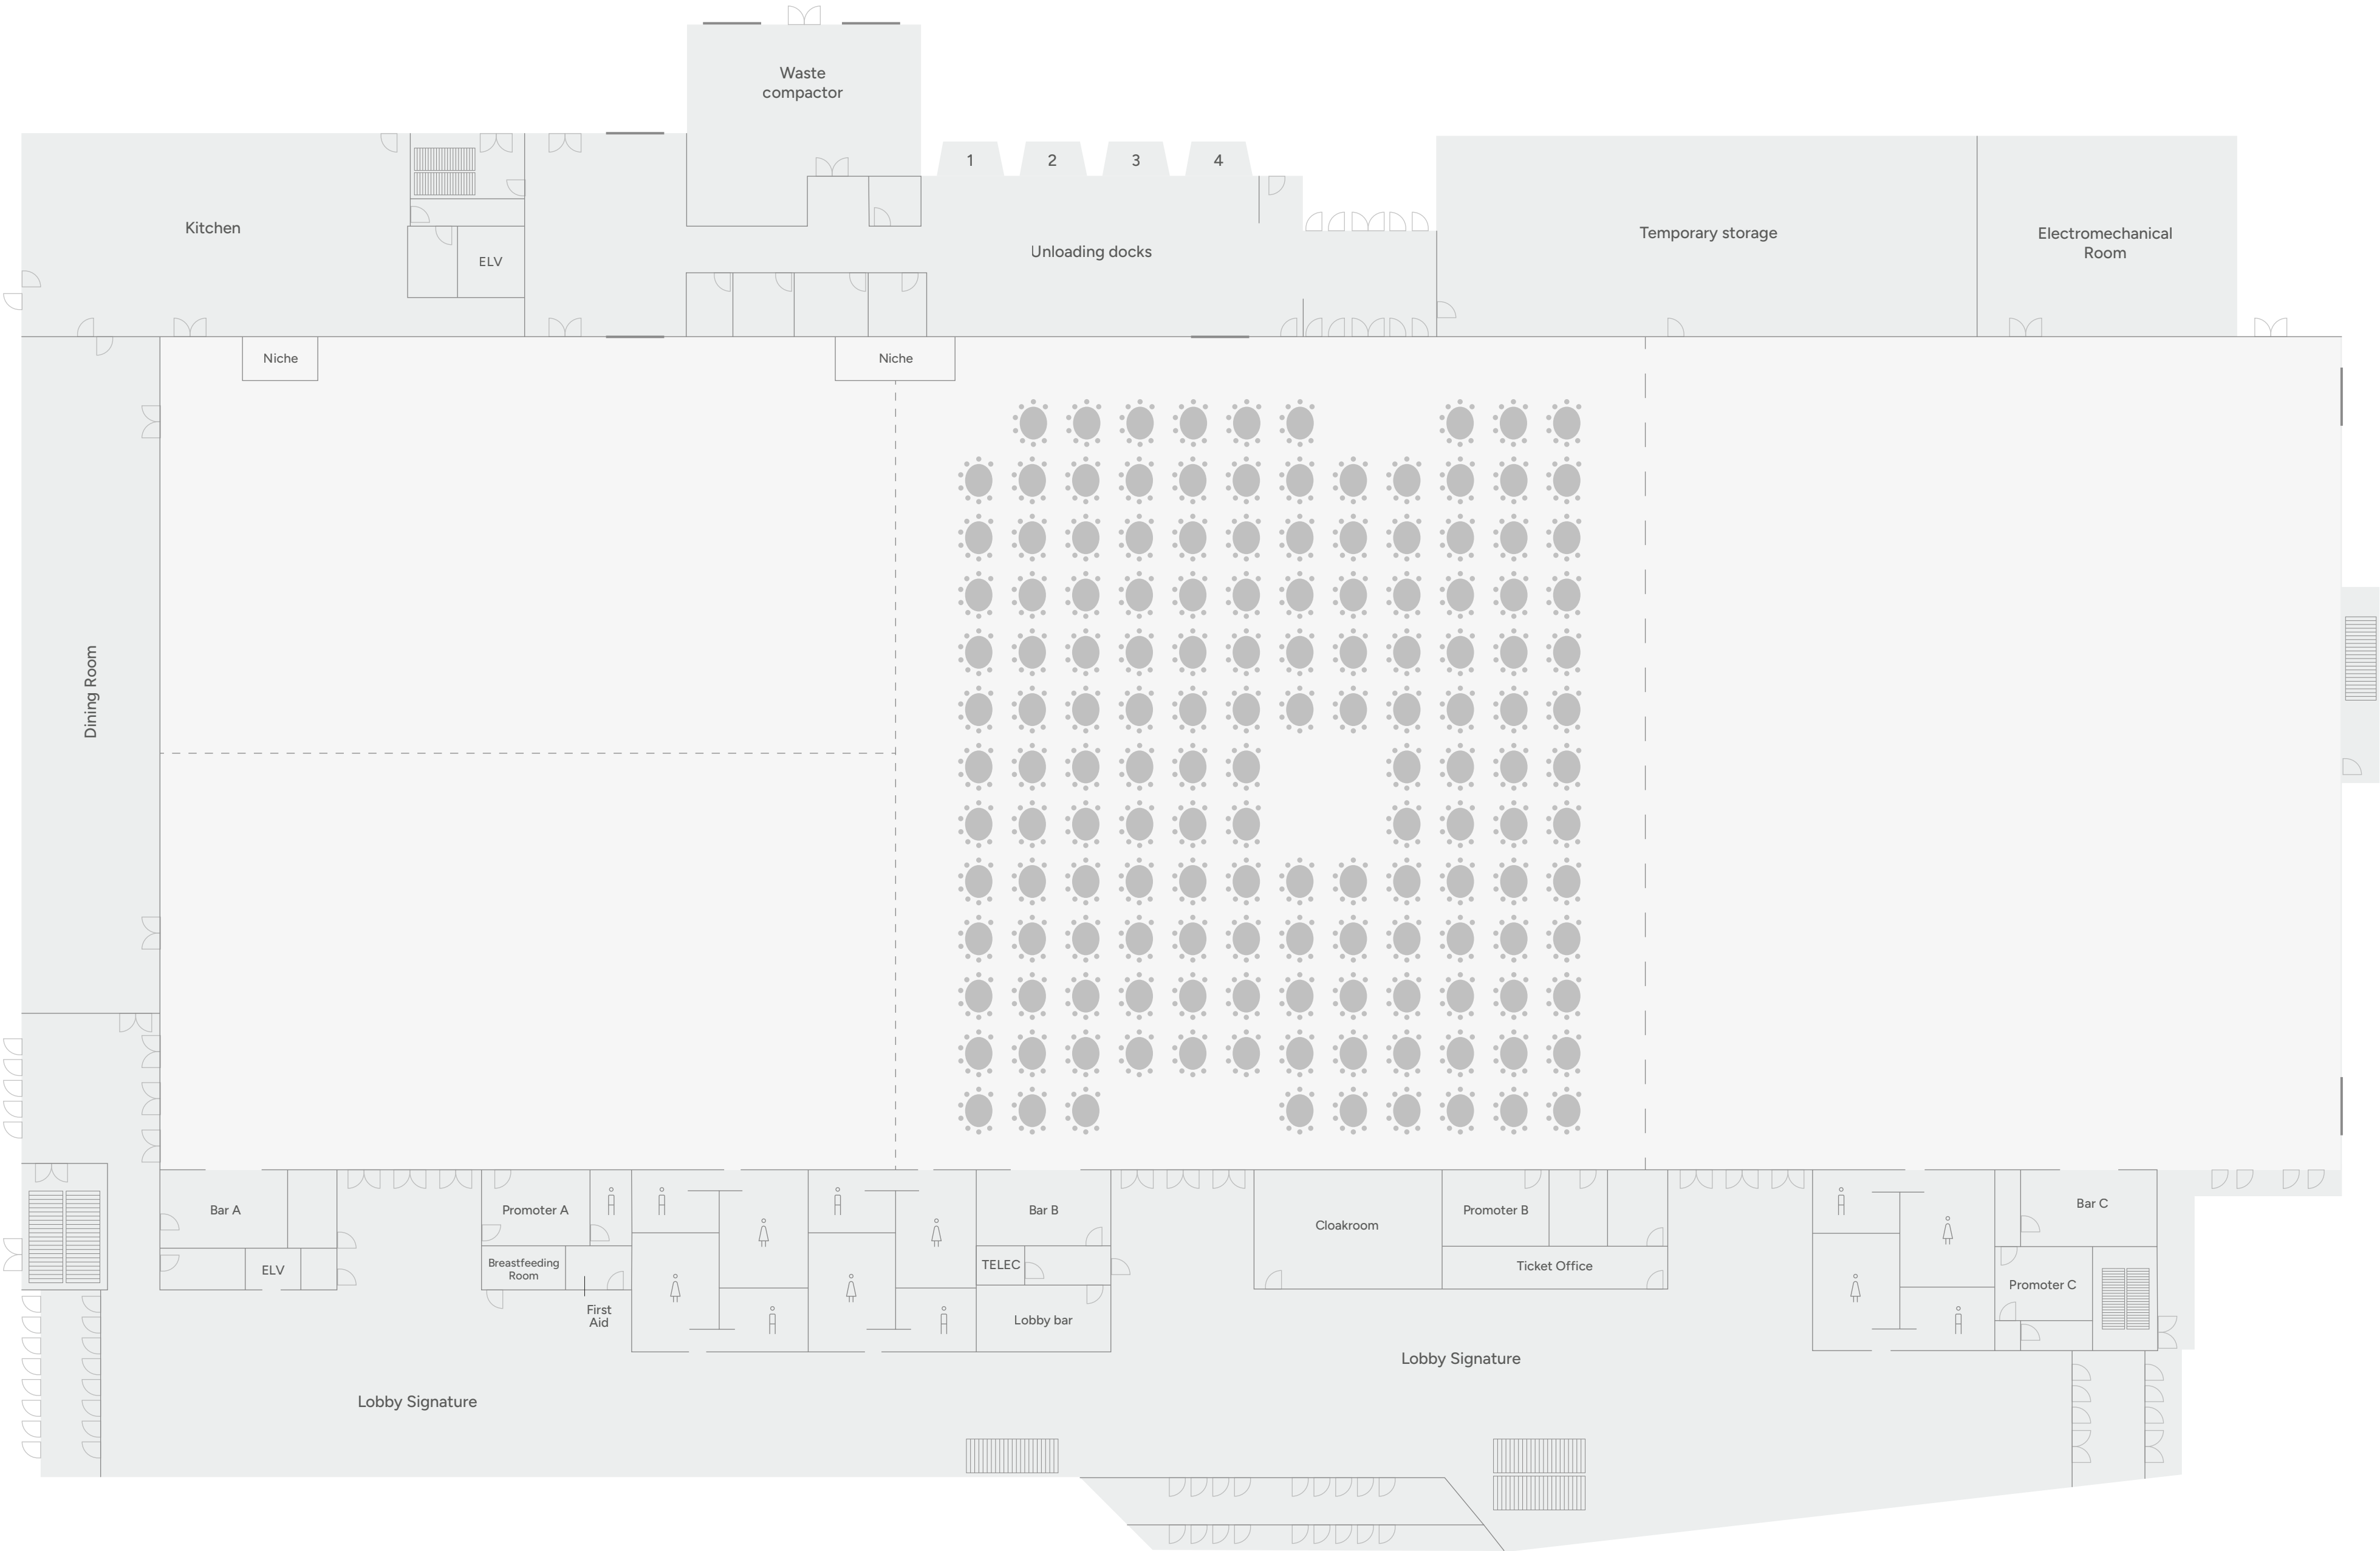 Waste
compactor
1
2
3
4
Kitchen
ELV
Unloading docks
Temporary storage
Electromechanical
Room
Niche
Niche
Dining Room
Bar A
ELV
Promoter A
Breastfeeding
Room
First
Aid
Bar B
TELEC
Lobby bar
Cloakroom
Promoter B
Ticket Office
Bar C
Promoter C
Lobby Signature
Lobby Signature